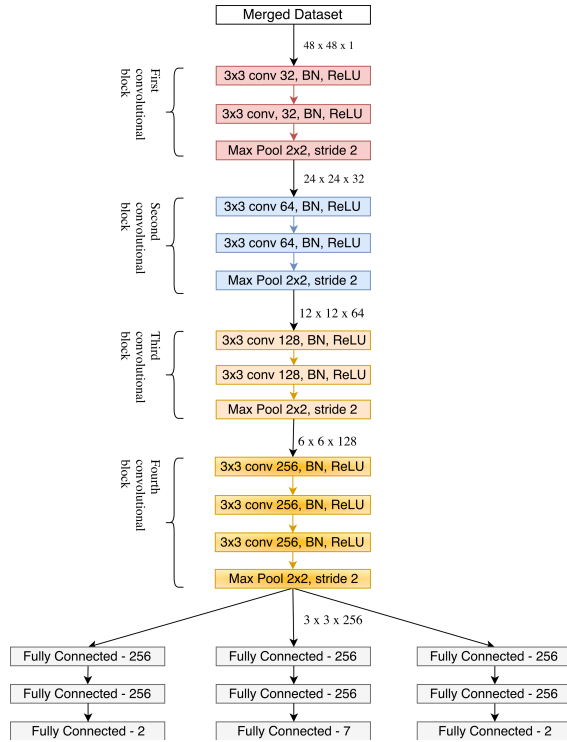 Merged Dataset
48 x 48 x 1
First
convolutional
block
3x3 conv 32, BN, ReLU
3x3 conv, 32, BN, ReLU
Max Pool 2x2, stride 2
24 x 24 x 32
Second
convolutional
block
3x3 conv 64, BN, ReLU
3x3 conv 64, BN, ReLU
Max Pool 2x2, stride 2
12 x 12 x 64
Third
convolutional
block
3x3 conv 128, BN, ReLU
3x3 conv 128, BN, ReLU
Max Pool 2x2, stride 2
6 x 6 x 128
Fourth
convolutional
block
3x3 conv 256, BN, ReLU
3x3 conv 256, BN, ReLU
3x3 conv 256, BN, ReLU
Max Pool 2x2, stride 2
3 x 3 x 256
Fully Connected - 256
Fully Connected - 256
Fully Connected - 256
Fully Connected - 256
Fully Connected - 256
Fully Connected - 256
Fully Connected - 2
Fully Connected - 7
Fully Connected - 2